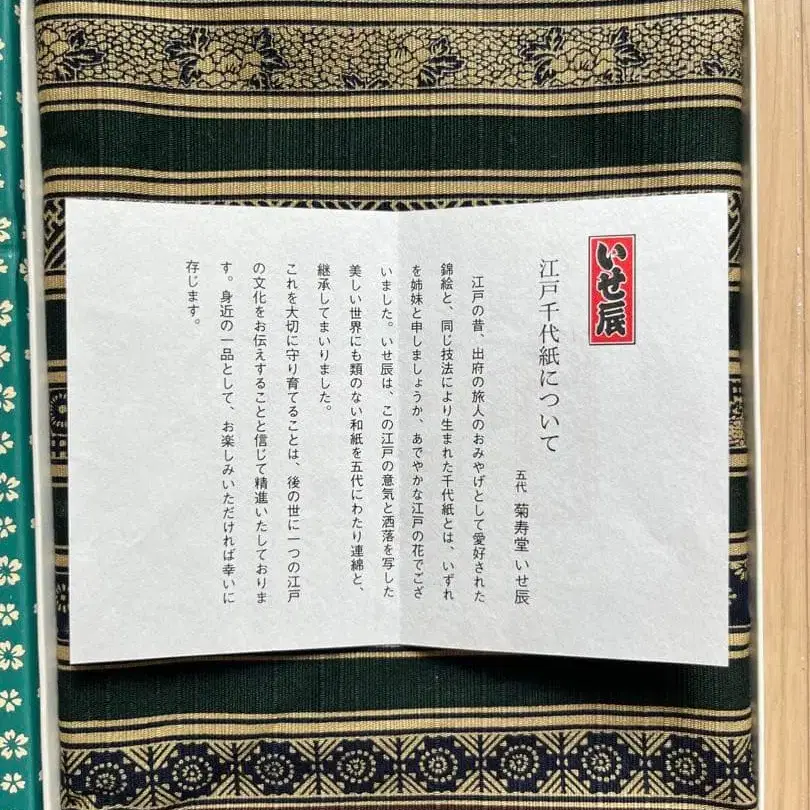 いせ辰
江戸千代紙について
五代 菊寿堂 いせ辰
江戸の昔、出府の旅人のおみやげとして愛好された
錦絵と、同じ技法により生まれた千代紙とは、いずれ
を姉妹と申しましょうか、あでやかな江戸の花でござ
いました。いせ辰は、この江戸の意気と洒落を写した
美しい世界にも類のない和紙を五代にわたり連綿と、
継承してまいりました。
これを大切に守り育てることは、後の世に一つの江戸
の文化をお伝えすることと信じて精進いたしておりま
す。身近の一品として、お楽しみいただければ幸いに
存じます。